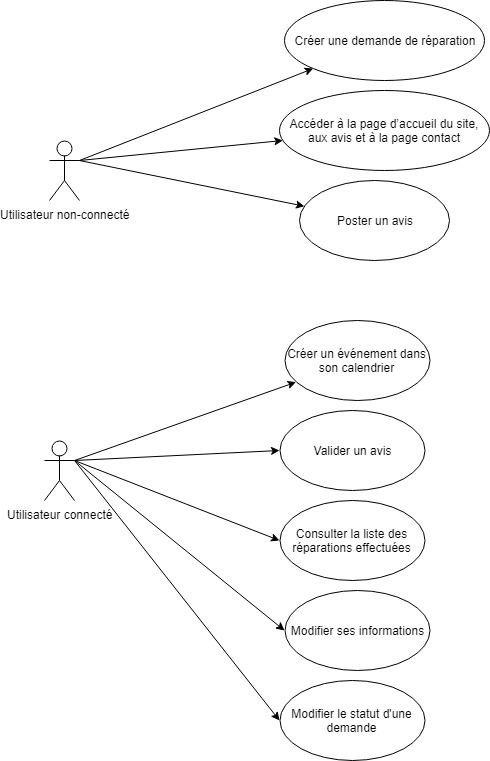 Créer une demande de réparation
Accéder à la page d'accueil du site,
aux avis et à la page contact
Utilisateur non-connecté
Poster un avis
Créer un événement dans
son calendrier
Valider un avis
Utilisateur connecté
Consulter la liste des
réparations effectuées
Modifier ses informations
Modifier le statut d'une
demande